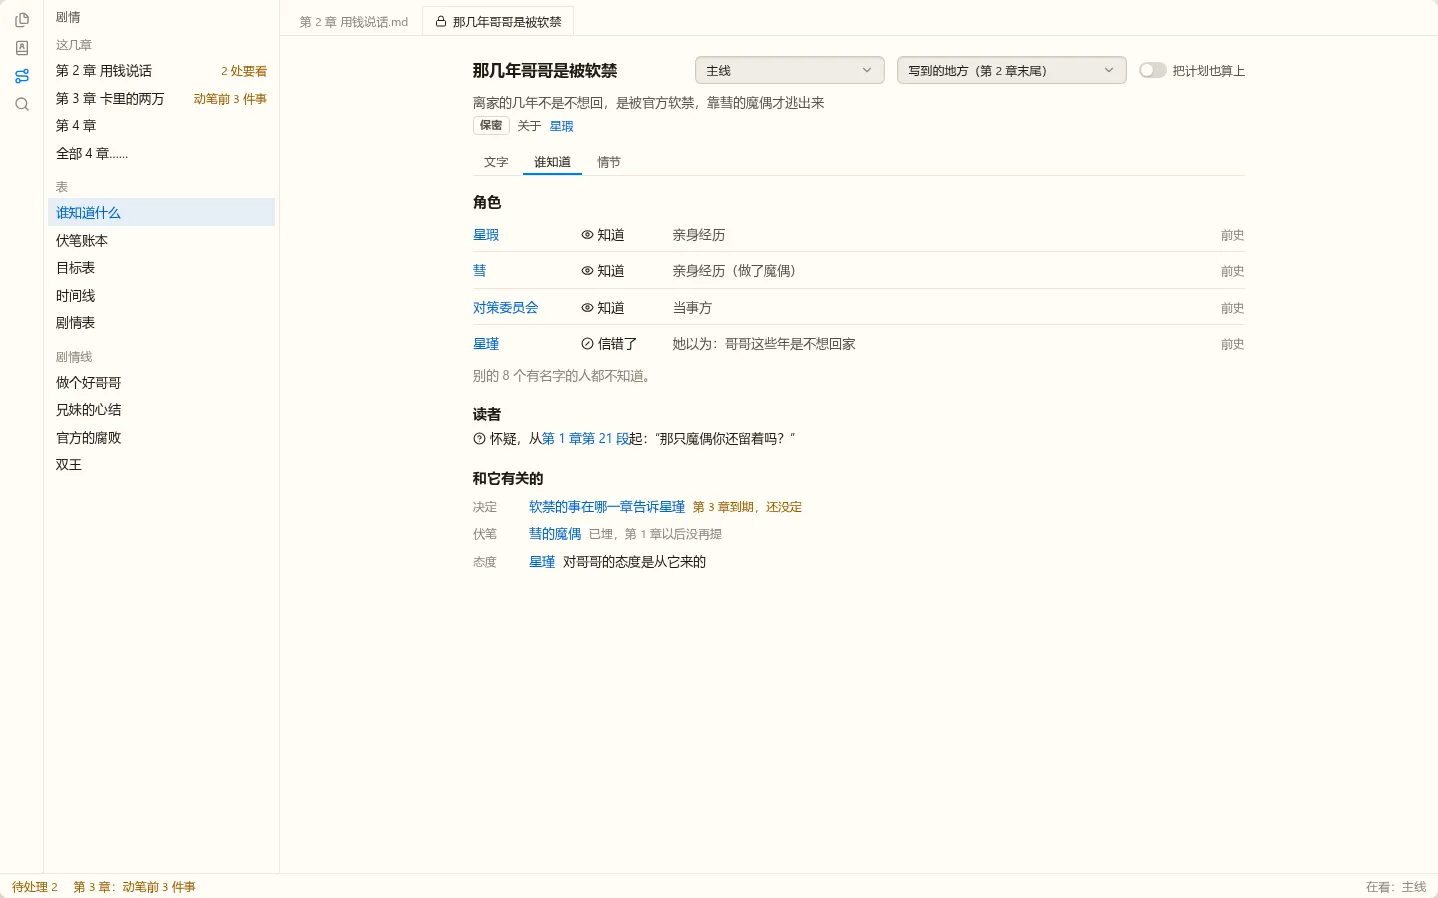 剧情
这几章
第 2 章 用钱说话 2 处要看
第 3 章 卡里的两万 动笔前 3 件事
第 4 章
全部 4 章……
表
谁知道什么
伏笔账本
目标表
时间线
剧情表
剧情线
做个好哥哥
兄妹的心结
官方的腐败
双王
第 2 章 用钱说话.md
那几年哥哥是被软禁
那几年哥哥是被软禁
主线
写到的地方（第 2 章末尾）
把计划也算上
离家的几年不是不想回，是被官方软禁，靠彗的魔偶才逃出来
保密 关于 星瑕
文字 谁知道 情节
角色
星瑕 知道 亲身经历 前史
彗 知道 亲身经历（做了魔偶） 前史
对策委员会 知道 当事方 前史
星瑾 信错了 她以为：哥哥这些年是不想回家 前史
别的 8 个有名字的人都不知道。
读者
怀疑，从第 1 章第 21 段起：“那只魔偶你还留着吗？”
和它有关的
决定 软禁的事在哪一章告诉星瑾 第 3 章到期，还没定
伏笔 彗的魔偶 已埋，第 1 章以后没再提
态度 星瑾 对哥哥的态度是从它来的
待处理 2 第 3 章：动笔前 3 件事
在看：主线